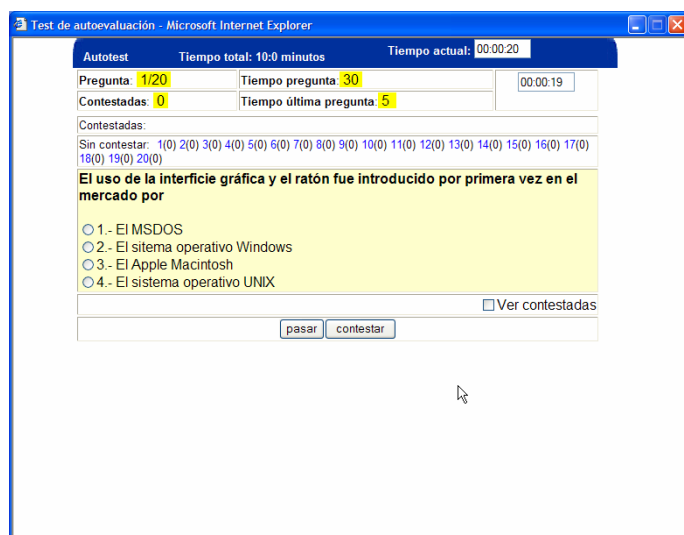 Test de autoevaluación - Microsoft Internet Explorer
Autotest Tiempo total: 10:0 minutos Tiempo actual: 00:00:20
Pregunta: 1/20 Tiempo pregunta: 30 00:00:19
Contestadas: 0 Tiempo última pregunta: 5
Contestadas:
Sin contestar: 1(0) 2(0) 3(0) 4(0) 5(0) 6(0) 7(0) 8(0) 9(0) 10(0) 11(0) 12(0) 13(0) 14(0) 15(0) 16(0) 17(0)
18(0) 19(0) 20(0)
El uso de la interficie gráfica y el ratón fue introducido por primera vez en el
mercado por
1.- El MSDOS
2.- El sitema operativo Windows
3.- El Apple Macintosh
4.- El sistema operativo UNIX
Ver contestadas
pasar contestar